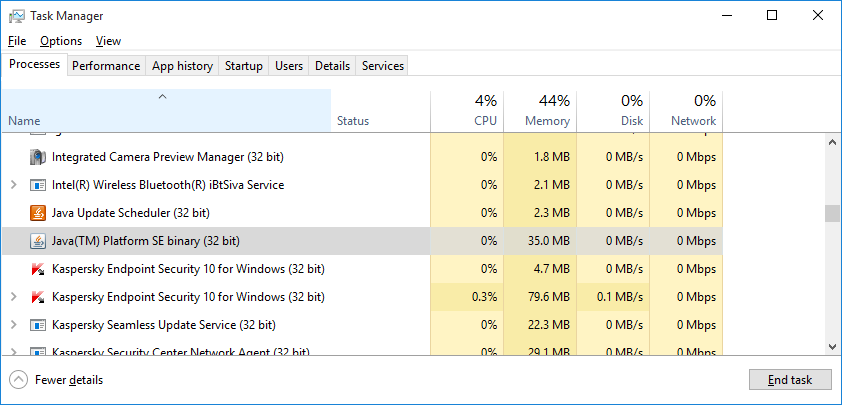 Task Manager
File Options View
Processes Performance App history Startup Users Details Services
4% 44% 0% 0%
Name Status CPU Memory Disk Network
Integrated Camera Preview Manager (32 bit) 0% 1.8 MB 0 MB/s 0 Mbps
Intel(R) Wireless Bluetooth(R) iBtSiva Service 0% 2.1 MB 0 MB/s 0 Mbps
Java Update Scheduler (32 bit) 0% 2.3 MB 0 MB/s 0 Mbps
Java(TM) Platform SE binary (32 bit) 0% 35.0 MB 0 MB/s 0 Mbps
Kaspersky Endpoint Security 10 for Windows (32 bit) 0% 4.7 MB 0 MB/s 0 Mbps
Kaspersky Endpoint Security 10 for Windows (32 bit) 0.3% 79.6 MB 0.1 MB/s 0 Mbps
Kaspersky Seamless Update Service (32 bit) 0% 22.3 MB 0 MB/s 0 Mbps
Kaspersky Security Center Network Agent (32 bit) 0% 29.1 MB 0 MB/s 0 Mbps
Fewer details End task